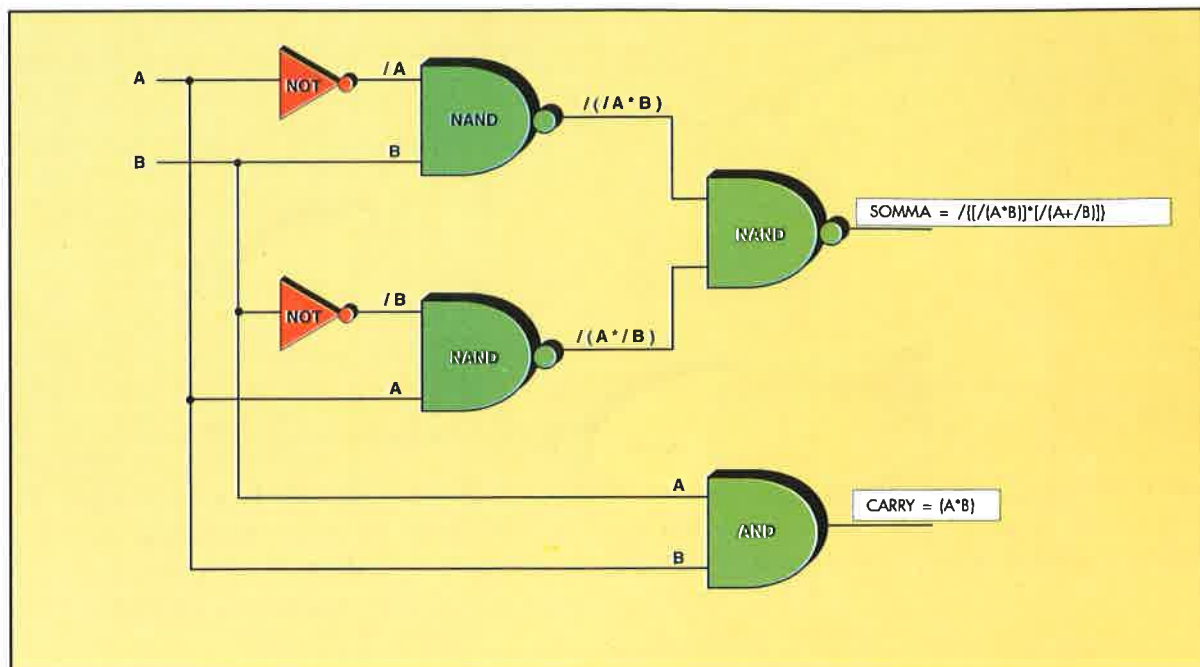 A
NOT
/A
NAND
/(/A*B)
B
B
NAND
SOMMA = /{[/(A*B)]*[/(A+/B)]}
NOT
/B
NAND
/(A*/B)
A
A
CARRY = (A*B)
AND
B